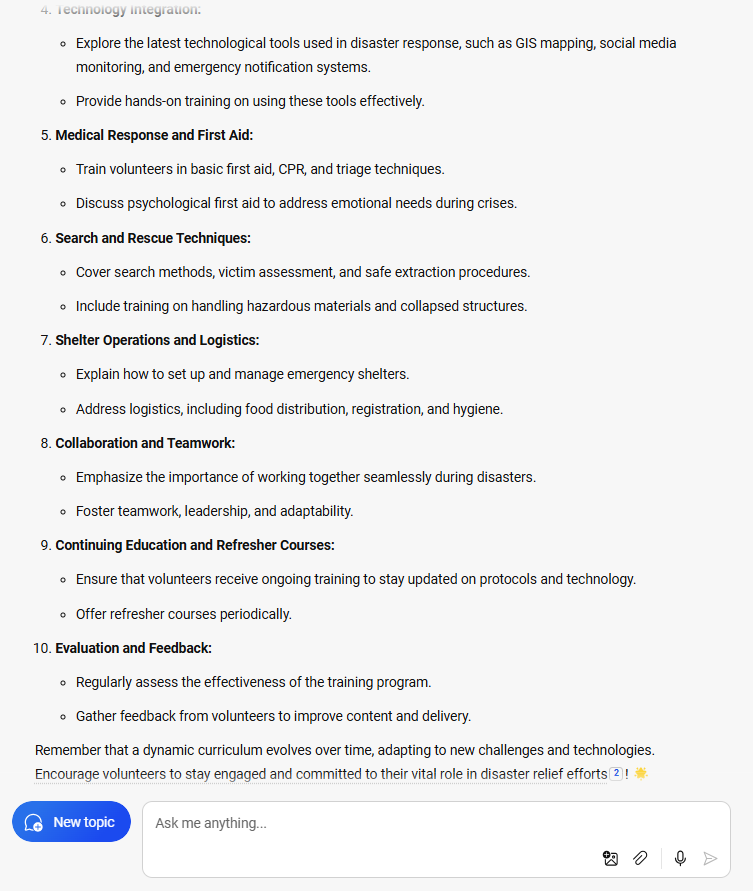 4. Technology Integration:
Explore the latest technological tools used in disaster response, such as GIS mapping, social media
monitoring, and emergency notification systems.
Provide hands-on training on using these tools effectively.
5. Medical Response and First Aid:
Train volunteers in basic first aid, CPR, and triage techniques.
Discuss psychological first aid to address emotional needs during crises.
6. Search and Rescue Techniques:
Cover search methods, victim assessment, and safe extraction procedures.
Include training on handling hazardous materials and collapsed structures.
7. Shelter Operations and Logistics:
Explain how to set up and manage emergency shelters.
Address logistics, including food distribution, registration, and hygiene.
8. Collaboration and Teamwork:
Emphasize the importance of working together seamlessly during disasters.
Foster teamwork, leadership, and adaptability.
9. Continuing Education and Refresher Courses:
Ensure that volunteers receive ongoing training to stay updated on protocols and technology.
Offer refresher courses periodically.
10. Evaluation and Feedback:
Regularly assess the effectiveness of the training program.
Gather feedback from volunteers to improve content and delivery.
Remember that a dynamic curriculum evolves over time, adapting to new challenges and technologies.
Encourage volunteers to stay engaged and committed to their vital role in disaster relief efforts 2 ! 🌟
New topic
Ask me anything...